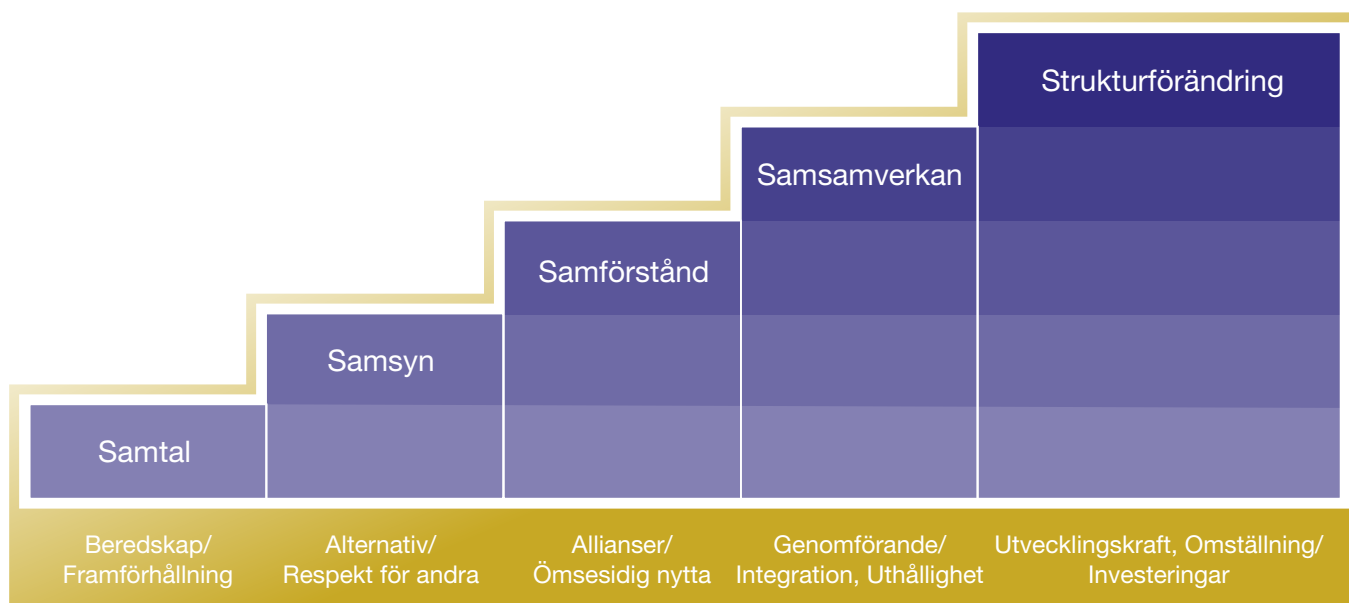 Strukturförändring
Samsamverkan
Samförstånd
Samsyn
Samtal
Beredskap/
Framförhållning
Alternativ/
Respekt för andra
Allianser/
Ömsesidig nytta
Genomförande/
Integration, Uthållighet
Utvecklingskraft, Omställning/
Investeringar